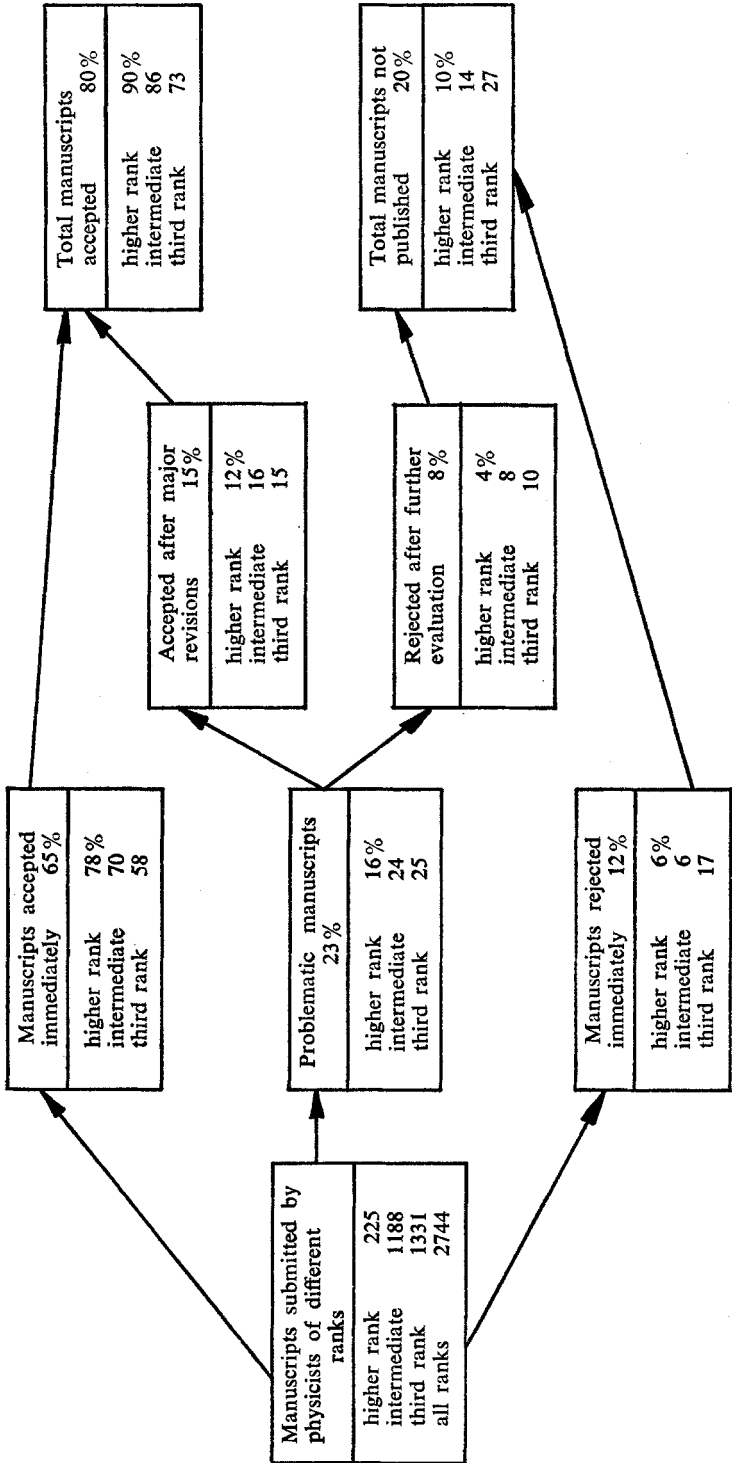 Manuscripts submitted by
physicists of different
ranks
higher rank 225
intermediate 1188
third rank 1331
all ranks 2744
Manuscripts accepted
immediately 65%
higher rank 78%
intermediate 70
third rank 58
Problematic manuscripts
23%
higher rank 16%
intermediate 24
third rank 25
Manuscripts rejected
immediately 12%
higher rank 6%
intermediate 6
third rank 17
Accepted after major
revisions 15%
higher rank 12%
intermediate 16
third rank 15
Rejected after further
evaluation 8%
higher rank 4%
intermediate 8
third rank 10
Total manuscripts
accepted 80%
higher rank 90%
intermediate 86
third rank 73
Total manuscripts not
published 20%
higher rank 10%
intermediate 14
third rank 27